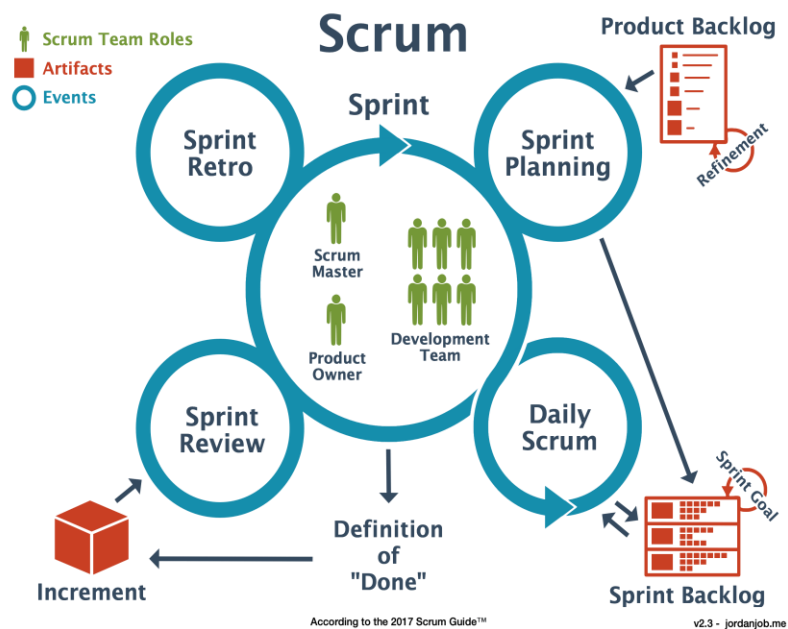 Scrum
Scrum Team Roles
Artifacts
Events
Product Backlog
Refinement
Sprint
Sprint
Retro
Sprint
Planning
Scrum
Master
Product
Owner
Development
Team
Sprint
Review
Daily
Scrum
Sprint Goal
Sprint Backlog
Definition
of
"Done"
Increment
According to the 2017 Scrum Guide™
v2.3 - jordanjob.me